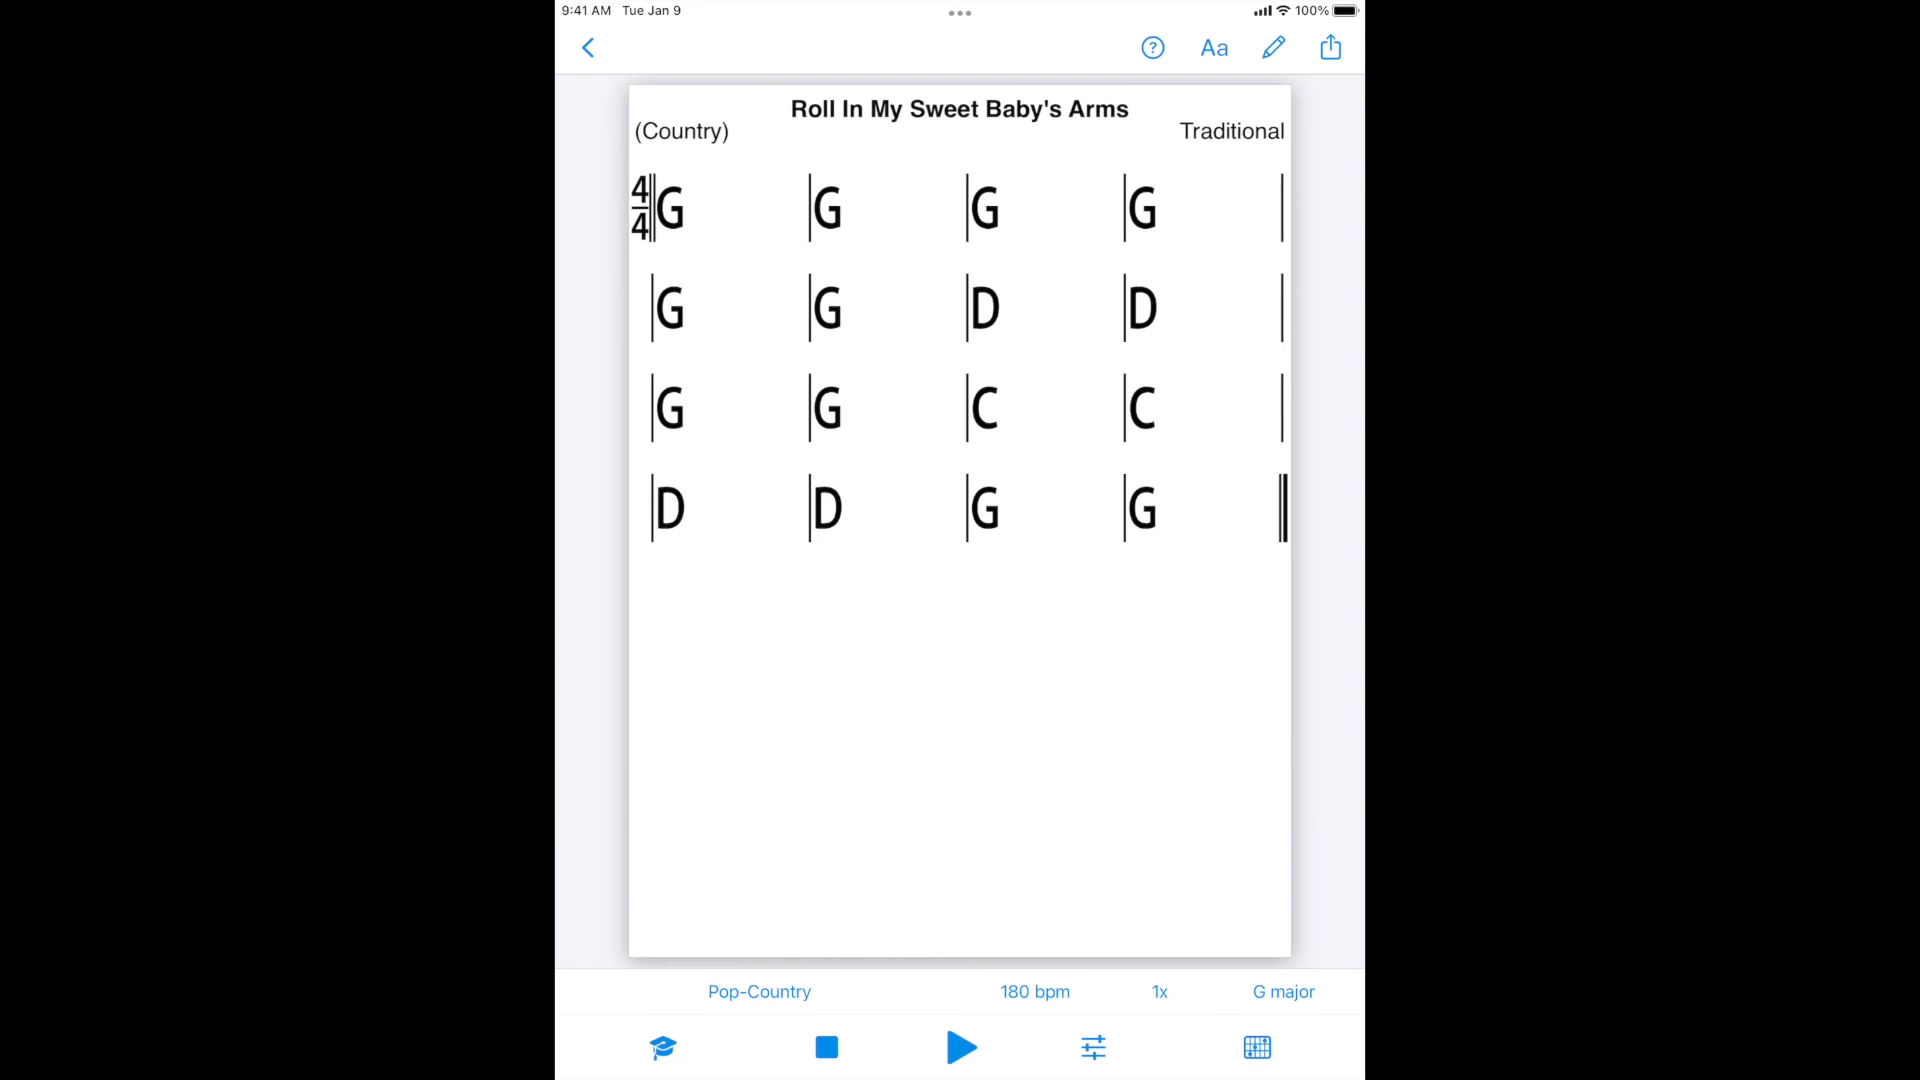 9:41 AM Tue Jan 9 100%
? Aa
Roll In My Sweet Baby's Arms
(Country) Traditional
4/4 G G G G
G G D D
G G C C
D D G G
Pop-Country 180 bpm 1x G major